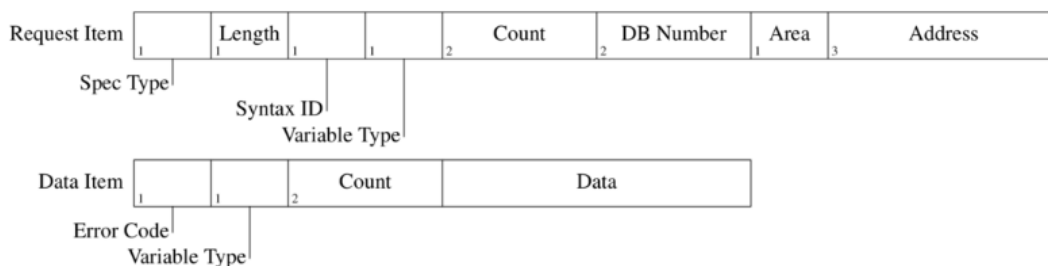 Request Item Length Count DB Number Area Address
1 1 1 1 2 2 1 3
Spec Type
Syntax ID
Variable Type
Data Item Count Data
1 1 2
Error Code
Variable Type